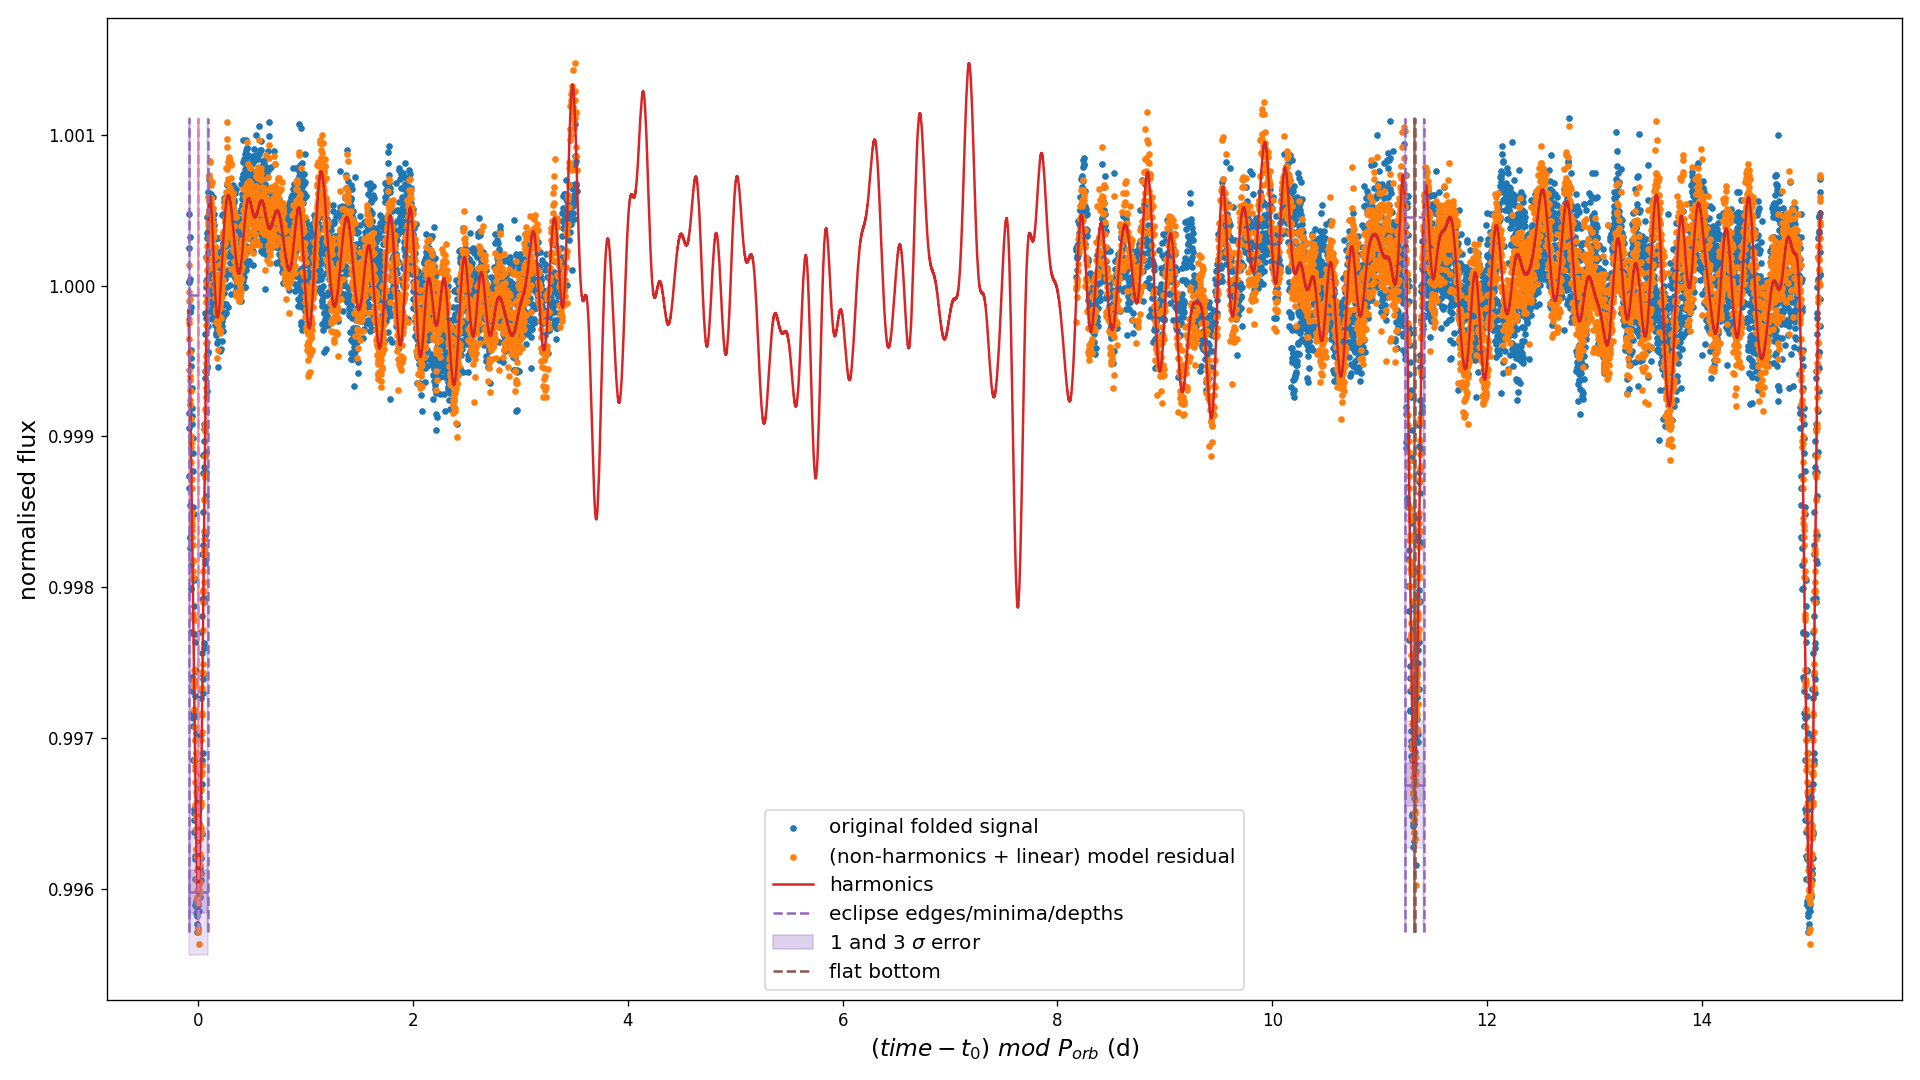 normalised flux
1.001
1.000
0.999
0.998
0.997
0.996
original folded signal
(non-harmonics + linear) model residual
harmonics
eclipse edges/minima/depths
1 and 3 σ error
flat bottom
0 2 4 6 8 10 12 14
(time − t₀) mod Pₒᵣb (d)